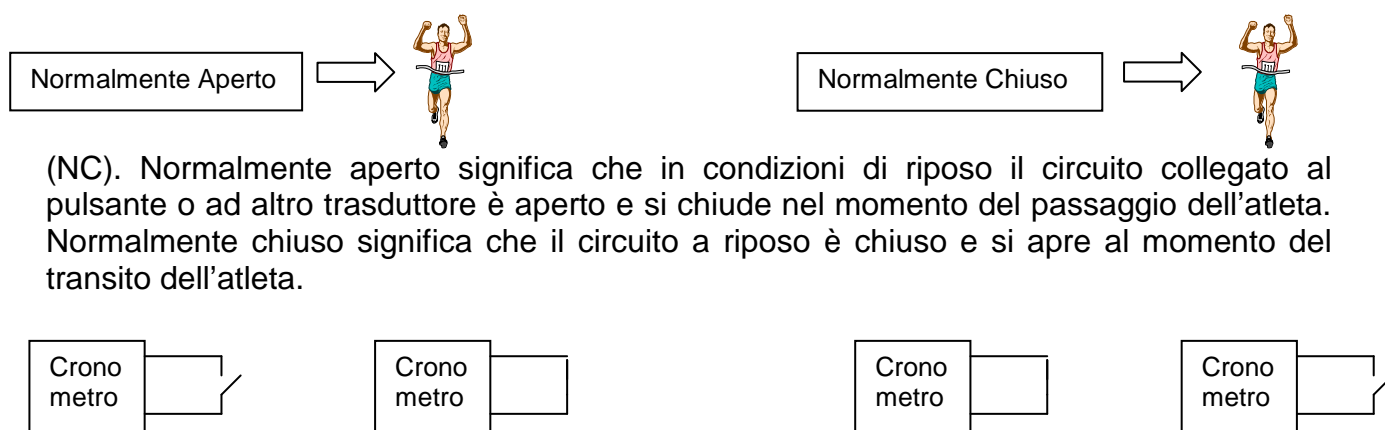 Normalmente Aperto
Normalmente Chiuso
(NC). Normalmente aperto significa che in condizioni di riposo il circuito collegato al
pulsante o ad altro trasduttore è aperto e si chiude nel momento del passaggio dell’atleta.
Normalmente chiuso significa che il circuito a riposo è chiuso e si apre al momento del
transito dell’atleta.
Crono
metro
Crono
metro
Crono
metro
Crono
metro